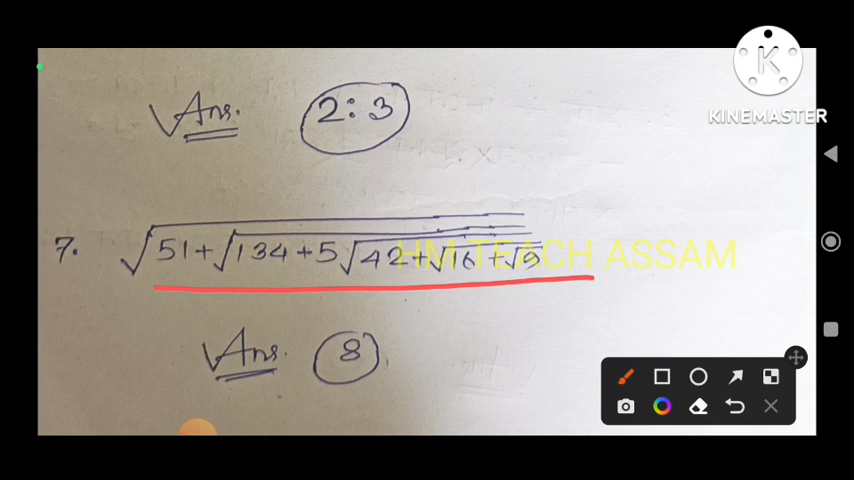 KINEMASTER
Ans. 2:3
7. √51+√134+5√42+√16+√9
HM TEACH ASSAM
Ans. 8